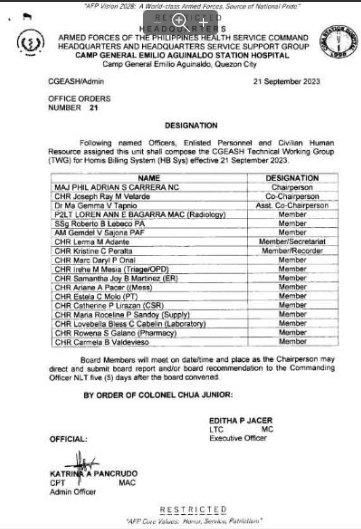 "AFP Vision 2028: A World-class Armed Forces, Source of National Pride"
RESTRICTED
HEADQUARTERS
ARMED FORCES OF THE PHILIPPINES HEALTH SERVICE COMMAND
HEADQUARTERS AND HEADQUARTERS SERVICE SUPPORT GROUP
CAMP GENERAL EMILIO AGUINALDO STATION HOSPITAL
Camp General Emilio Aguinaldo, Quezon City
CGEASH/Admin 21 September 2023
OFFICE ORDERS
NUMBER 21
DESIGNATION
Following named Officers, Enlisted Personnel and Civilian Human
Resource assigned this unit shall compose the CGEASH Technical Working Group
(TWG) for Homis Billing System (HB Sys) effective 21 September 2023.
NAME DESIGNATION
MAJ PHIL ADRIAN S CARRERA NC Chairperson
CHR Joseph Ray M Velarde Co-Chairperson
Dr Ma Gemma V Tapnio Asst. Co-Chairperson
P2LT LOREN ANN E BAGARRA MAC (Radiology) Member
SSg Roberto B Lebeco PA Member
AM Gemdel V Sajona PAF Member
CHR Lerma M Adante Member/Secretariat
CHR Kristine C Peralta Member/Recorder
CHR Marc Daryl P Orial Member
CHR Irshe M Mesia (Triage/OPD) Member
CHR Samantha Joy B Martinez (ER) Member
CHR Ariane A Pacer ((Mess) Member
CHR Estela C Molo (PT) Member
CHR Catherine P Urazan (CSR) Member
CHR Maria Roceline P Sandoy (Supply) Member
CHR Lovebella Bless C Cabelin (Laboratory) Member
CHR Rowena S Galano (Pharmacy) Member
CHR Carmela B Valdevieso Member
Board Members will meet on date/time and place as the Chairperson may
direct and submit board report and/or board recommendation to the Commanding
Officer NLT five (5) days after the board convened.
BY ORDER OF COLONEL CHUA JUNIOR:
EDITHA P JACER
LTC MC
OFFICIAL: Executive Officer
KATRINA A PANCRUDO
CPT MAC
Admin Officer
RESTRICTED
"AFP Core Values: Honor, Service, Patriotism"